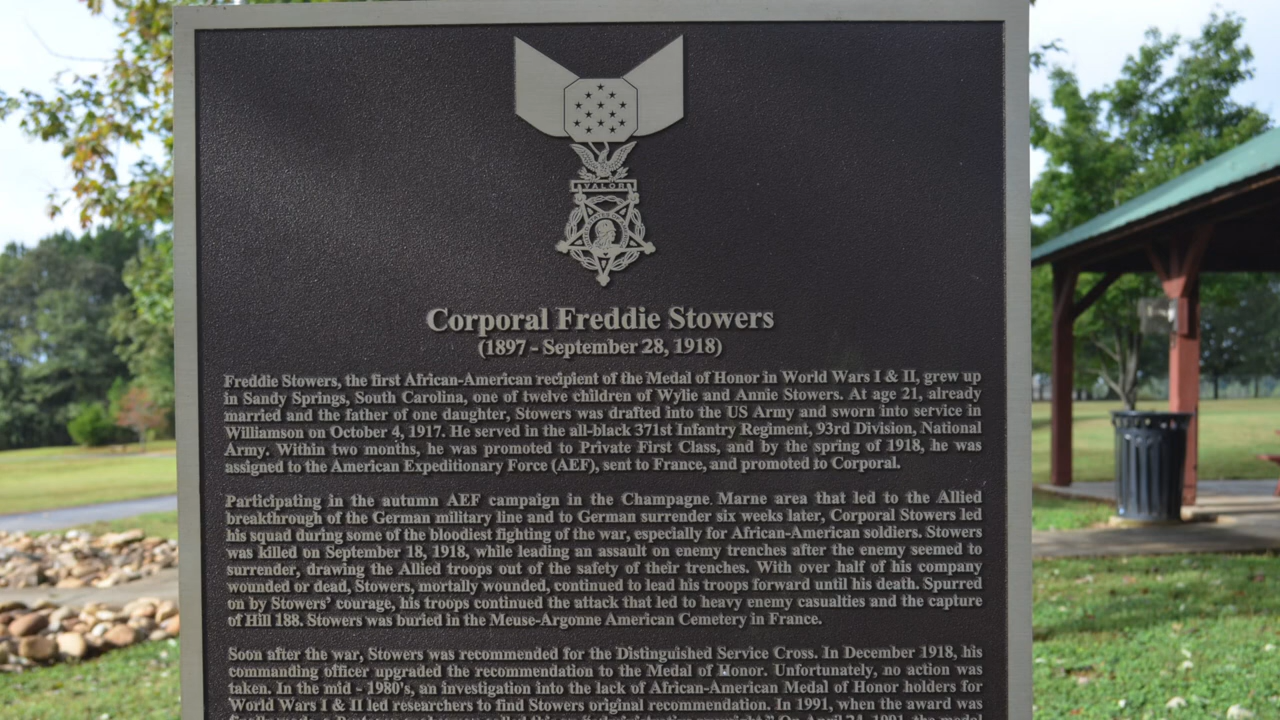 VALOR
Corporal Freddie Stowers
(1897 - September 28, 1918)
Freddie Stowers, the first African-American recipient of the Medal of Honor in World Wars I & II, grew up
in Sandy Springs, South Carolina, one of twelve children of Wylie and Annie Stowers. At age 21, already
married and the father of one daughter, Stowers was drafted into the US Army and sworn into service in
Williamson on October 4, 1917. He served in the all-black 371st Infantry Regiment, 93rd Division, National
Army. Within two months, he was promoted to Private First Class, and by the spring of 1918, he was
assigned to the American Expeditionary Force (AEF), sent to France, and promoted to Corporal.
Participating in the autumn AEF campaign in the Champagne Marne area that led to the Allied
breakthrough of the German military line and to German surrender six weeks later, Corporal Stowers led
his squad during some of the bloodiest fighting of the war, especially for African-American soldiers. Stowers
was killed on September 18, 1918, while leading an assault on enemy trenches after the enemy seemed to
surrender, drawing the Allied troops out of the safety of their trenches. With over half of his company
wounded or dead, Stowers, mortally wounded, continued to lead his troops forward until his death. Spurred
on by Stowers' courage, his troops continued the attack that led to heavy enemy casualties and the capture
of Hill 188. Stowers was buried in the Meuse-Argonne American Cemetery in France.
Soon after the war, Stowers was recommended for the Distinguished Service Cross. In December 1918, his
commanding officer upgraded the recommendation to the Medal of Honor. Unfortunately, no action was
taken. In the mid - 1980's, an investigation into the lack of African-American Medal of Honor holders for
World Wars I & II led researchers to find Stowers original recommendation. In 1991, when the award was